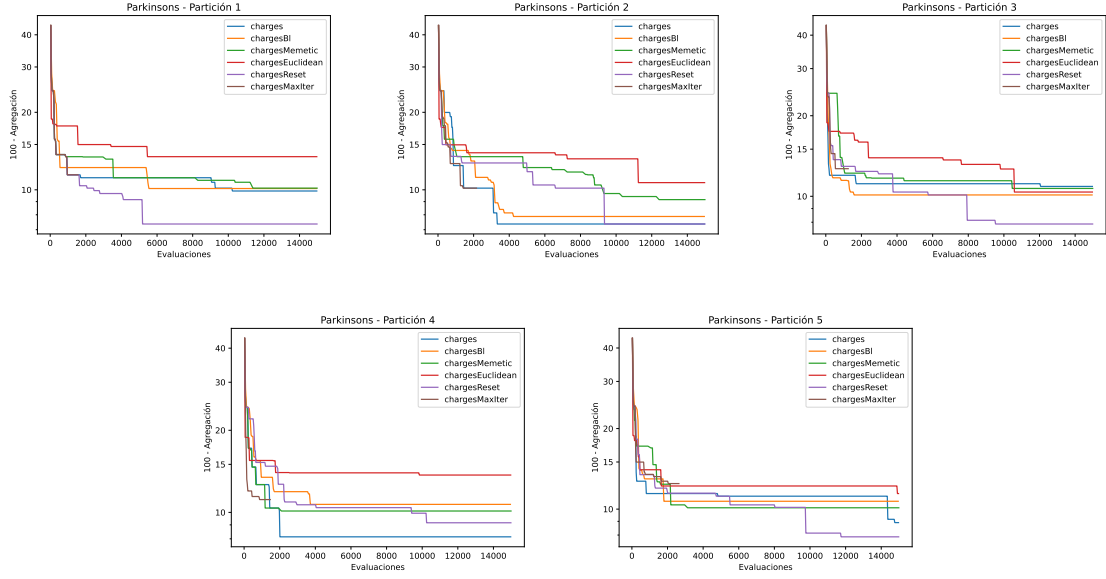 Parkinsons - Partición 1
100 - Agregación
40
30
20
15
10
0 2000 4000 6000 8000 10000 12000 14000
Evaluaciones
charges
chargesBl
chargesMemetic
chargesEuclidean
chargesReset
chargesMaxIter
Parkinsons - Partición 2
100 - Agregación
40
30
20
15
10
0 2000 4000 6000 8000 10000 12000 14000
Evaluaciones
charges
chargesBl
chargesMemetic
chargesEuclidean
chargesReset
chargesMaxIter
Parkinsons - Partición 3
100 - Agregación
40
30
20
15
10
0 2000 4000 6000 8000 10000 12000 14000
Evaluaciones
charges
chargesBl
chargesMemetic
chargesEuclidean
chargesReset
chargesMaxIter
Parkinsons - Partición 4
100 - Agregación
40
30
20
15
10
0 2000 4000 6000 8000 10000 12000 14000
Evaluaciones
charges
chargesBl
chargesMemetic
chargesEuclidean
chargesReset
chargesMaxIter
Parkinsons - Partición 5
100 - Agregación
40
30
20
15
10
0 2000 4000 6000 8000 10000 12000 14000
Evaluaciones
charges
chargesBl
chargesMemetic
chargesEuclidean
chargesReset
chargesMaxIter